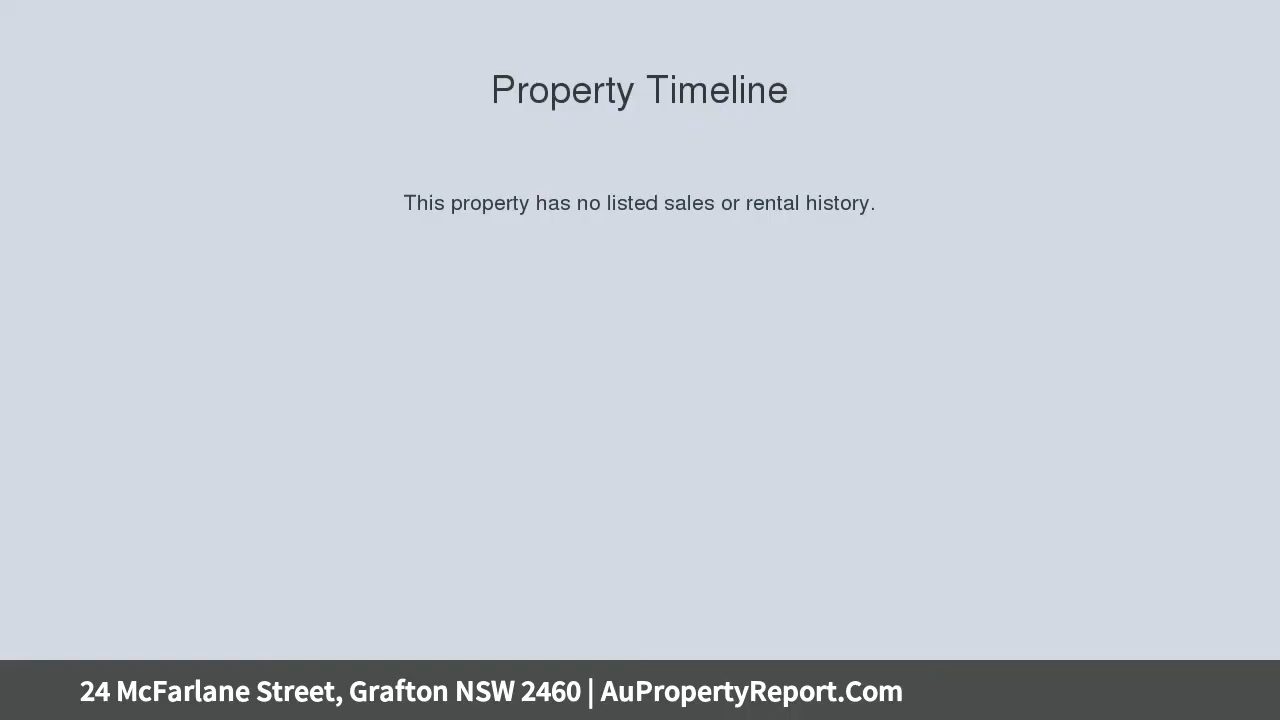 Property Timeline
This property has no listed sales or rental history.
24 McFarlane Street, Grafton NSW 2460 | AuPropertyReport.Com